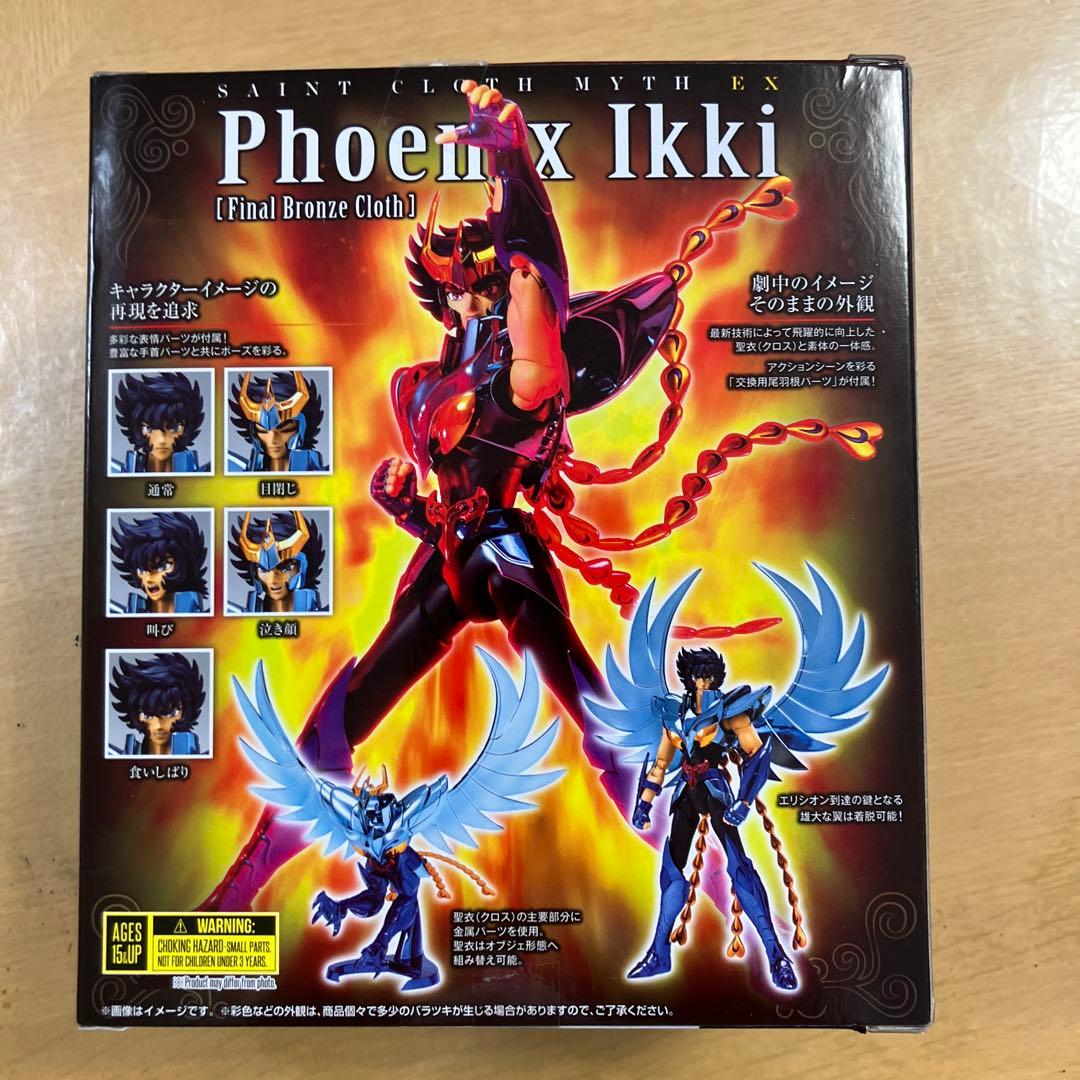 SAINT CLOTH MYTH EX
Phoenix Ikki
[Final Bronze Cloth]
キャラクターイメージの
再現を追求
多彩な表情パーツが付属!
豊富な手首パーツと共にポーズを彩る。
通常
目閉じ
叫び
泣き顔
食いしばり
劇中のイメージ
そのままの外観
最新技術によって飛躍的に向上した
聖衣(クロス)と素体の一体感。
アクションシーンを彩る
「交換用尾羽根パーツ」が付属!
エリシオン到達の鍵となる
雄大な翼は着脱可能!
聖衣(クロス)の主要部分に
金属パーツを使用。
聖衣はオブジェ形態へ
組み替え可能。
AGES
15&UP
WARNING:
CHOKING HAZARD-SMALL PARTS.
NOT FOR CHILDREN UNDER 3 YEARS.
※Product may differ from photo.
※画像はイメージです。 ※彩色などの外観は、商品個々で多少のバラツキが生じる場合がありますので、ご了承ください。